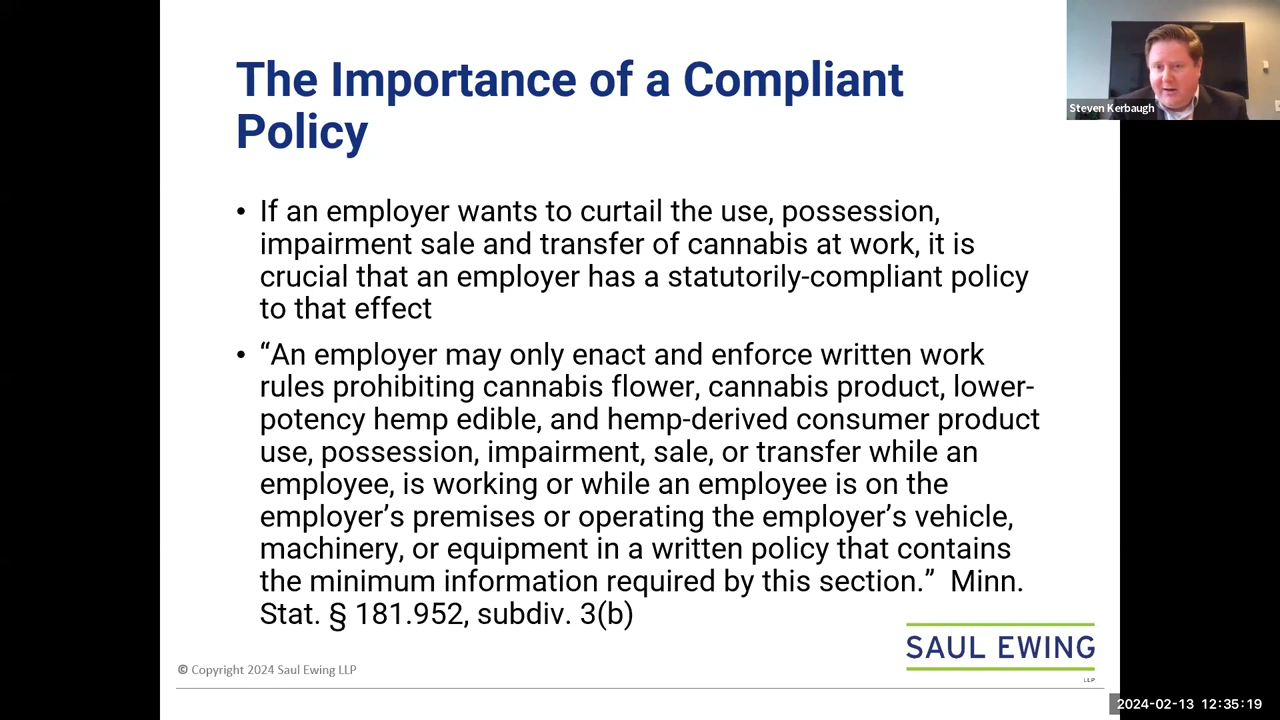 The Importance of a Compliant
Policy
Steven Kerbaugh
• If an employer wants to curtail the use, possession,
impairment sale and transfer of cannabis at work, it is
crucial that an employer has a statutorily-compliant policy
to that effect
• “An employer may only enact and enforce written work
rules prohibiting cannabis flower, cannabis product, lower-
potency hemp edible, and hemp-derived consumer product
use, possession, impairment, sale, or transfer while an
employee, is working or while an employee is on the
employer’s premises or operating the employer’s vehicle,
machinery, or equipment in a written policy that contains
the minimum information required by this section.”  Minn.
Stat. § 181.952, subdiv. 3(b)
SAUL EWING
LLP
© Copyright 2024 Saul Ewing LLP
2024-02-13 12:35:19